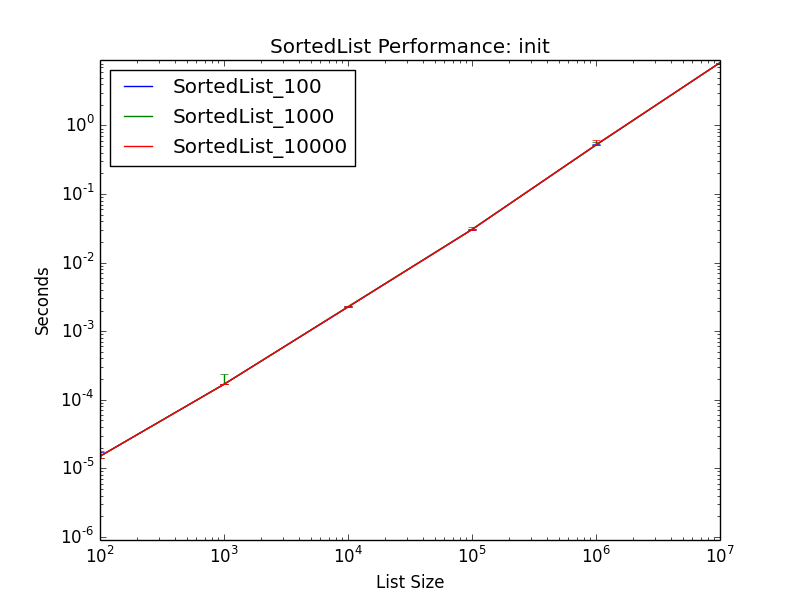 SortedList Performance: init
SortedList_100
SortedList_1000
SortedList_10000
10^0
10^-1
10^-2
10^-3
10^-4
10^-5
10^-6
Seconds
10^2 10^3 10^4 10^5 10^6 10^7
List Size